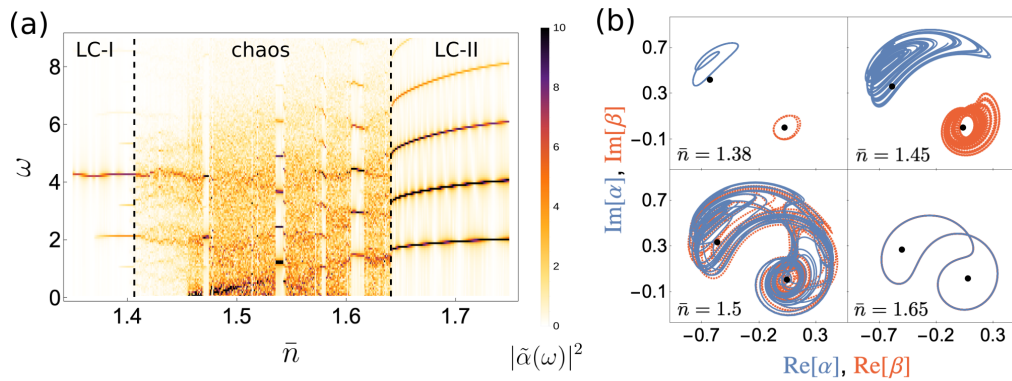 (a)
LC-I
chaos
LC-II
8
6
4
2
0
ω
1.4
1.5
1.6
1.7
n̄
10
8
6
4
2
0
|α̃(ω)|²
(b)
Im[α], Im[β]
0.7
0.3
−0.1
0.7
0.3
−0.1
n̄ = 1.38
n̄ = 1.45
n̄ = 1.5
n̄ = 1.65
−0.7
−0.2
0.3
−0.7
−0.2
0.3
Re[α], Re[β]